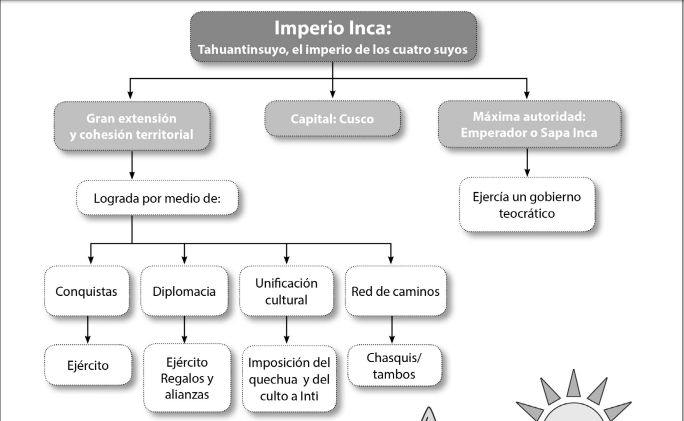 Imperio Inca:
Tahuantinsuyo, el imperio de los cuatro suyos
Gran extensión
y cohesión territorial
Capital: Cusco
Máxima autoridad:
Emperador o Sapa Inca
Lograda por medio de:
Ejercía un gobierno
teocrático
Conquistas
Diplomacia
Unificación
cultural
Red de caminos
Ejército
Ejército
Regalos y
alianzas
Imposición del
quechua y del
culto a Inti
Chasquis/
tambos